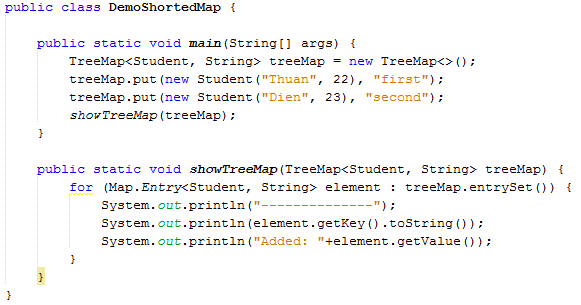 public class DemoShortedMap {
public static void main(String[] args) {
TreeMap<Student, String> treeMap = new TreeMap<>();
treeMap.put(new Student("Thuan", 22), "first");
treeMap.put(new Student("Dien", 23), "second");
showTreeMap(treeMap);
}
public static void showTreeMap(TreeMap<Student, String> treeMap) {
for (Map.Entry<Student, String> element : treeMap.entrySet()) {
System.out.println("--------------");
System.out.println(element.getKey().toString());
System.out.println("Added: "+element.getValue());
}
}
}